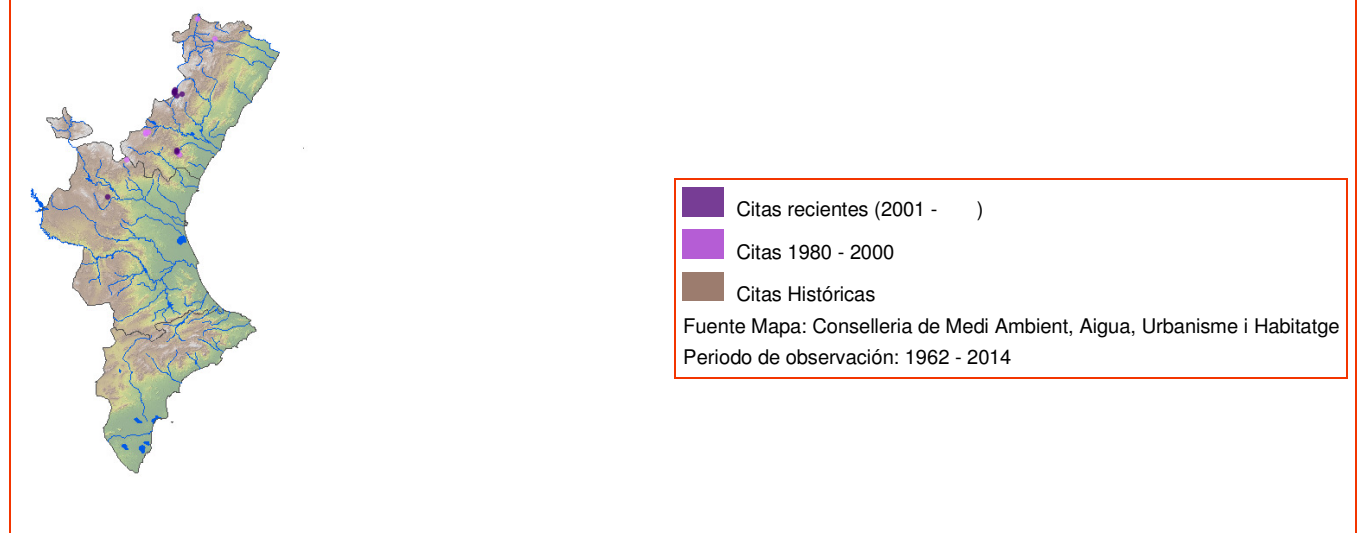 Citas recientes (2001 - )
Citas 1980 - 2000
Citas Históricas
Fuente Mapa: Conselleria de Medi Ambient, Aigua, Urbanisme i Habitatge
Periodo de observación: 1962 - 2014